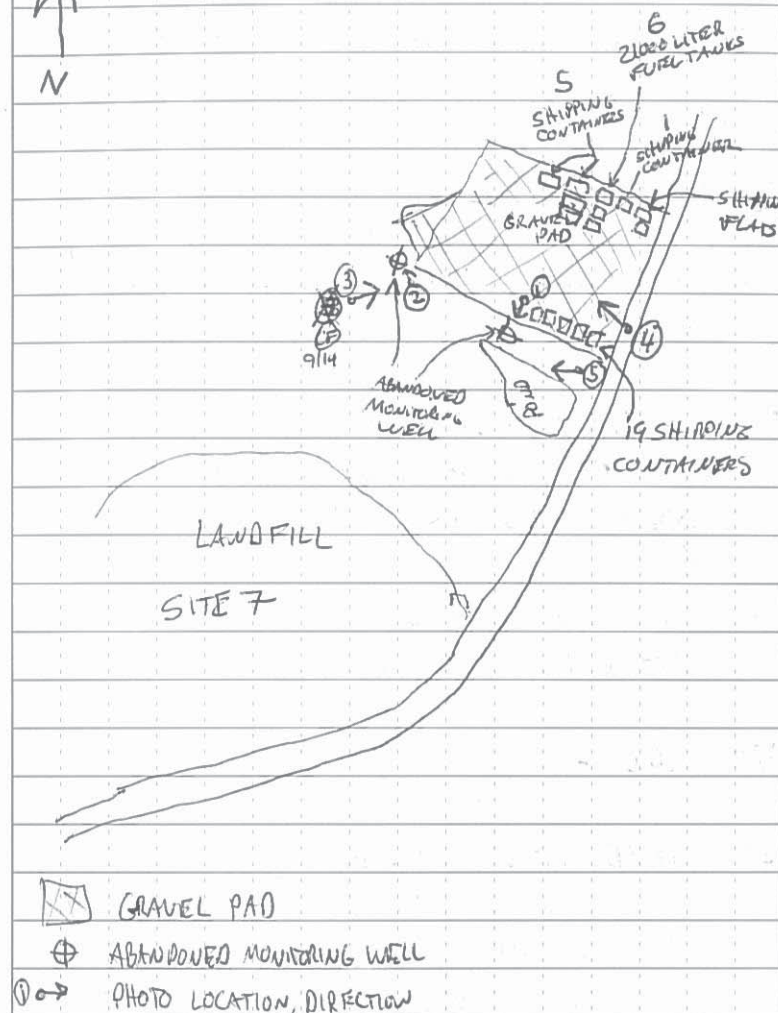 N
6
21000 LITER
FUEL TANKS
5
SHIPPING
CONTAINERS
1
SHIPPING
CONTAINER
GRAVEL
PAD
3
2
1
4
5
9/14
ABANDONED
MONITORING
WELL
19 SHIPPING
CONTAINERS
LANDFILL
SITE 7
GRAVEL PAD
ABANDONED MONITORING WELL
1 PHOTO LOCATION, DIRECTION